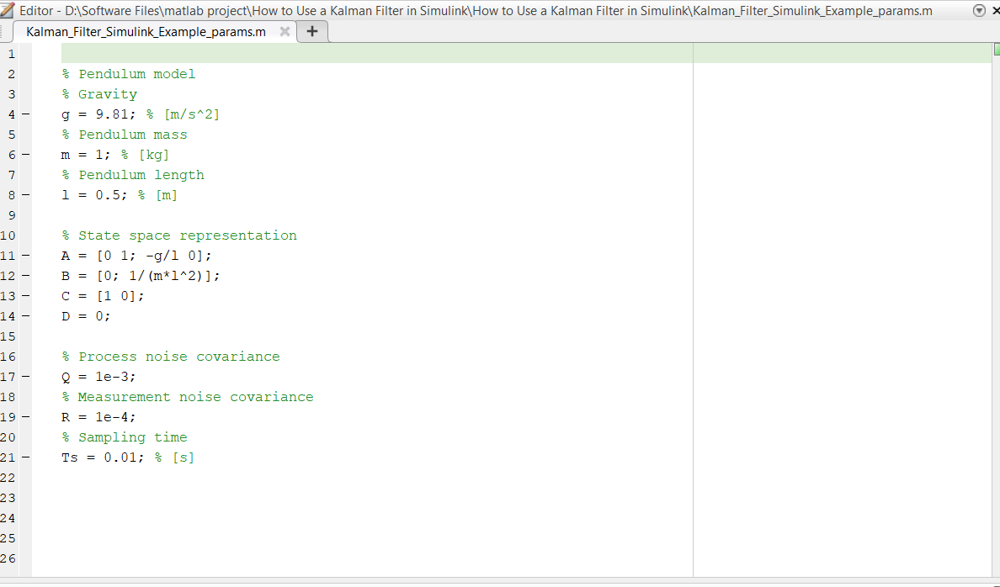 Editor - D:\Software Files\matlab project\How to Use a Kalman Filter in Simulink\How to Use a Kalman Filter in Simulink\Kalman_Filter_Simulink_Example_params.m
Kalman_Filter_Simulink_Example_params.m
1
2 % Pendulum model
3 % Gravity
4 – g = 9.81; % [m/s^2]
5 % Pendulum mass
6 – m = 1; % [kg]
7 % Pendulum length
8 – l = 0.5; % [m]
9
10 % State space representation
11 – A = [0 1; -g/l 0];
12 – B = [0; 1/(m*l^2)];
13 – C = [1 0];
14 – D = 0;
15
16 % Process noise covariance
17 – Q = 1e-3;
18 % Measurement noise covariance
19 – R = 1e-4;
20 % Sampling time
21 – Ts = 0.01; % [s]
22
23
24
25
26